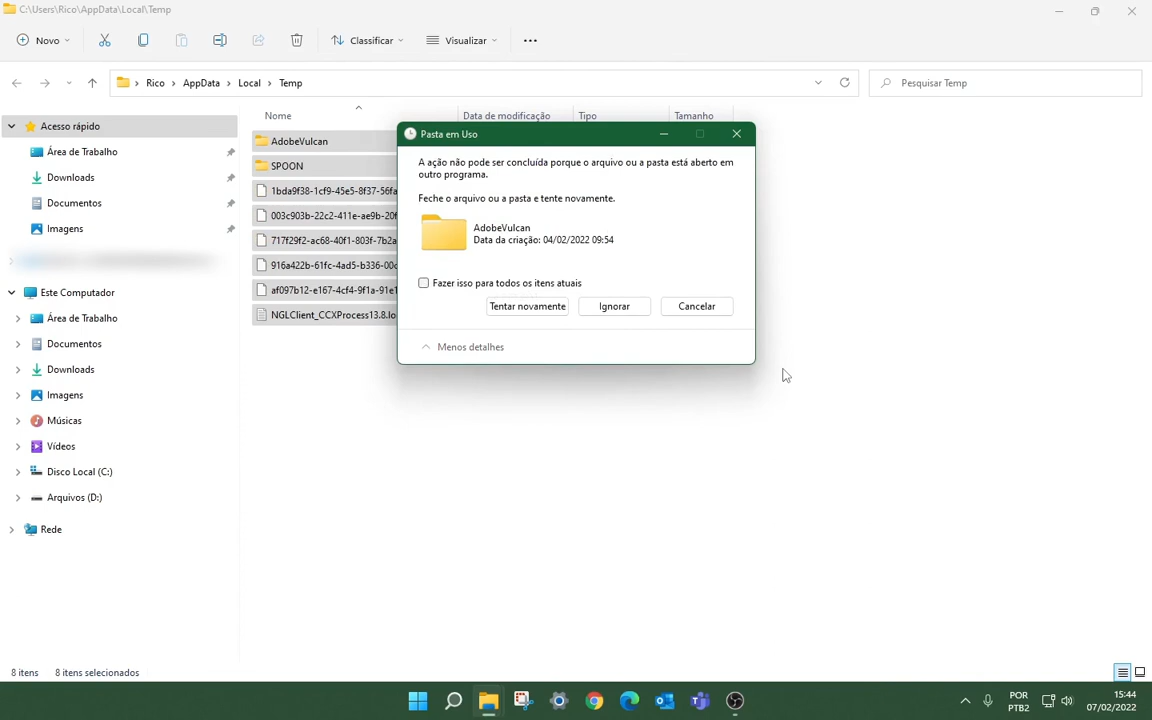 C:\Users\Rico\AppData\Local\Temp
Novo
Classificar
Visualizar
Rico
AppData
Local
Temp
Pesquisar Temp
Nome
Data de modificação
Tipo
Tamanho
Acesso rápido
Área de Trabalho
Downloads
Documentos
Imagens
Este Computador
Área de Trabalho
Documentos
Downloads
Imagens
Músicas
Vídeos
Disco Local (C:)
Arquivos (D:)
Rede
AdobeVulcan
SPOON
1bda9f38-1cf9-45e5-8f37-56fa
003c903b-22c2-411e-ae9b-20f
717f29f2-ac68-40f1-803f-7b2a
916a422b-61fc-4ad5-b336-00c
af097b12-e167-4cf4-9f1a-91e1
NGLClient_CCXProcess13.8.lo
Pasta em Uso
A ação não pode ser concluída porque o arquivo ou a pasta está aberto em
outro programa.
Feche o arquivo ou a pasta e tente novamente.
AdobeVulcan
Data da criação: 04/02/2022 09:54
Fazer isso para todos os itens atuais
Tentar novamente
Ignorar
Cancelar
Menos detalhes
8 itens
8 itens selecionados
POR
PTB2
15:44
07/02/2022